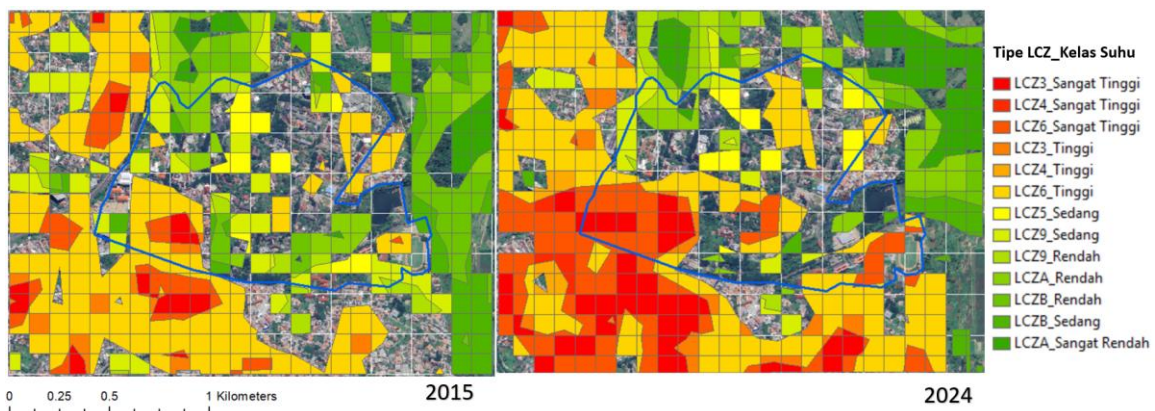 Tipe LCZ_Kelas Suhu
LCZ3_Sangat Tinggi
LCZ4_Sangat Tinggi
LCZ6_Sangat Tinggi
LCZ3_Tinggi
LCZ4_Tinggi
LCZ6_Tinggi
LCZ5_Sedang
LCZ9_Sedang
LCZ9_Rendah
LCZA_Rendah
LCZB_Rendah
LCZB_Sedang
LCZA_Sangat Rendah
0 0.25 0.5 1 Kilometers
2015
2024